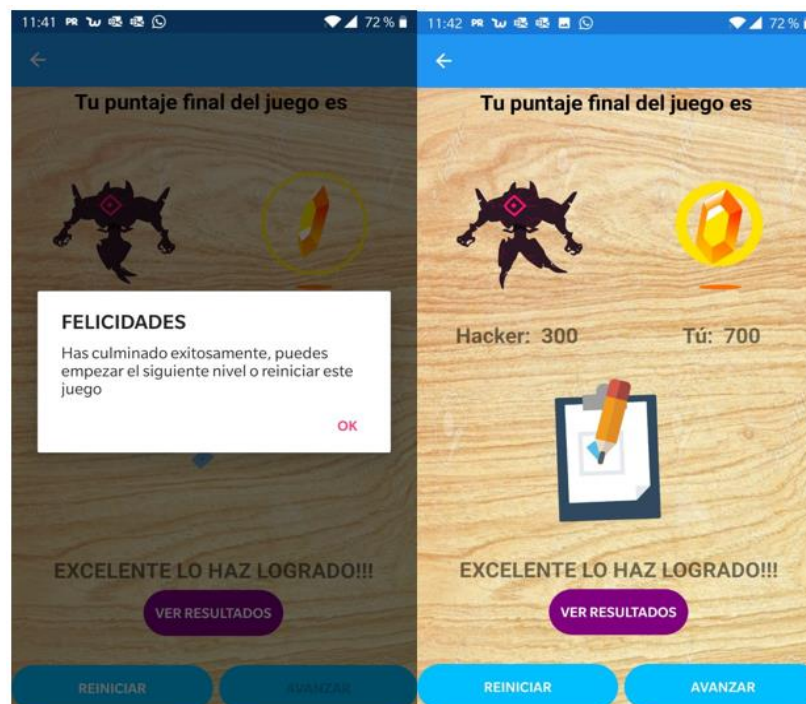 11:41 PR 72 %
Tu puntaje final del juego es
FELICIDADES
Has culminado exitosamente, puedes
empezar el siguiente nivel o reiniciar este
juego
OK
EXCELENTE LO HAZ LOGRADO!!!
VER RESULTADOS
REINICIAR
AVANZAR
11:42 PR 72 %
Tu puntaje final del juego es
Hacker: 300
Tú: 700
EXCELENTE LO HAZ LOGRADO!!!
VER RESULTADOS
REINICIAR
AVANZAR